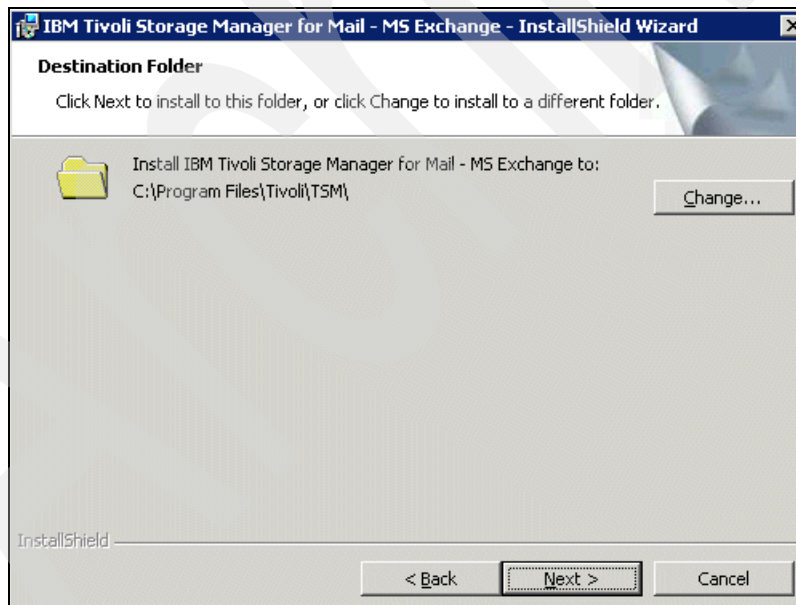 IBM Tivoli Storage Manager for Mail - MS Exchange - InstallShield Wizard
Destination Folder
Click Next to install to this folder, or click Change to install to a different folder.
Install IBM Tivoli Storage Manager for Mail - MS Exchange to:
C:\Program Files\Tivoli\TSM\
Change...
InstallShield
< Back
Next >
Cancel